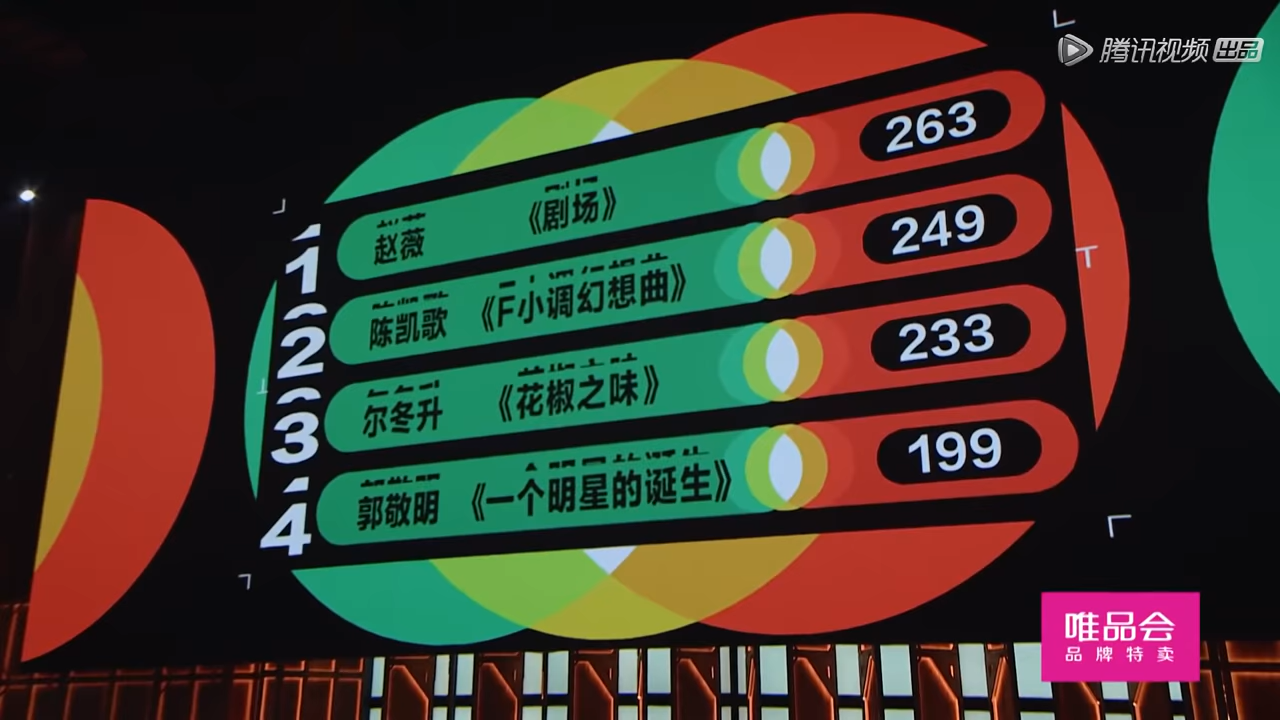 腾讯视频 出品
1 赵薇 《剧场》 263
2 陈凯歌 《F小调幻想曲》 249
3 尔冬升 《花椒之味》 233
4 郭敬明 《一个明星的诞生》 199
唯品会
品牌特卖